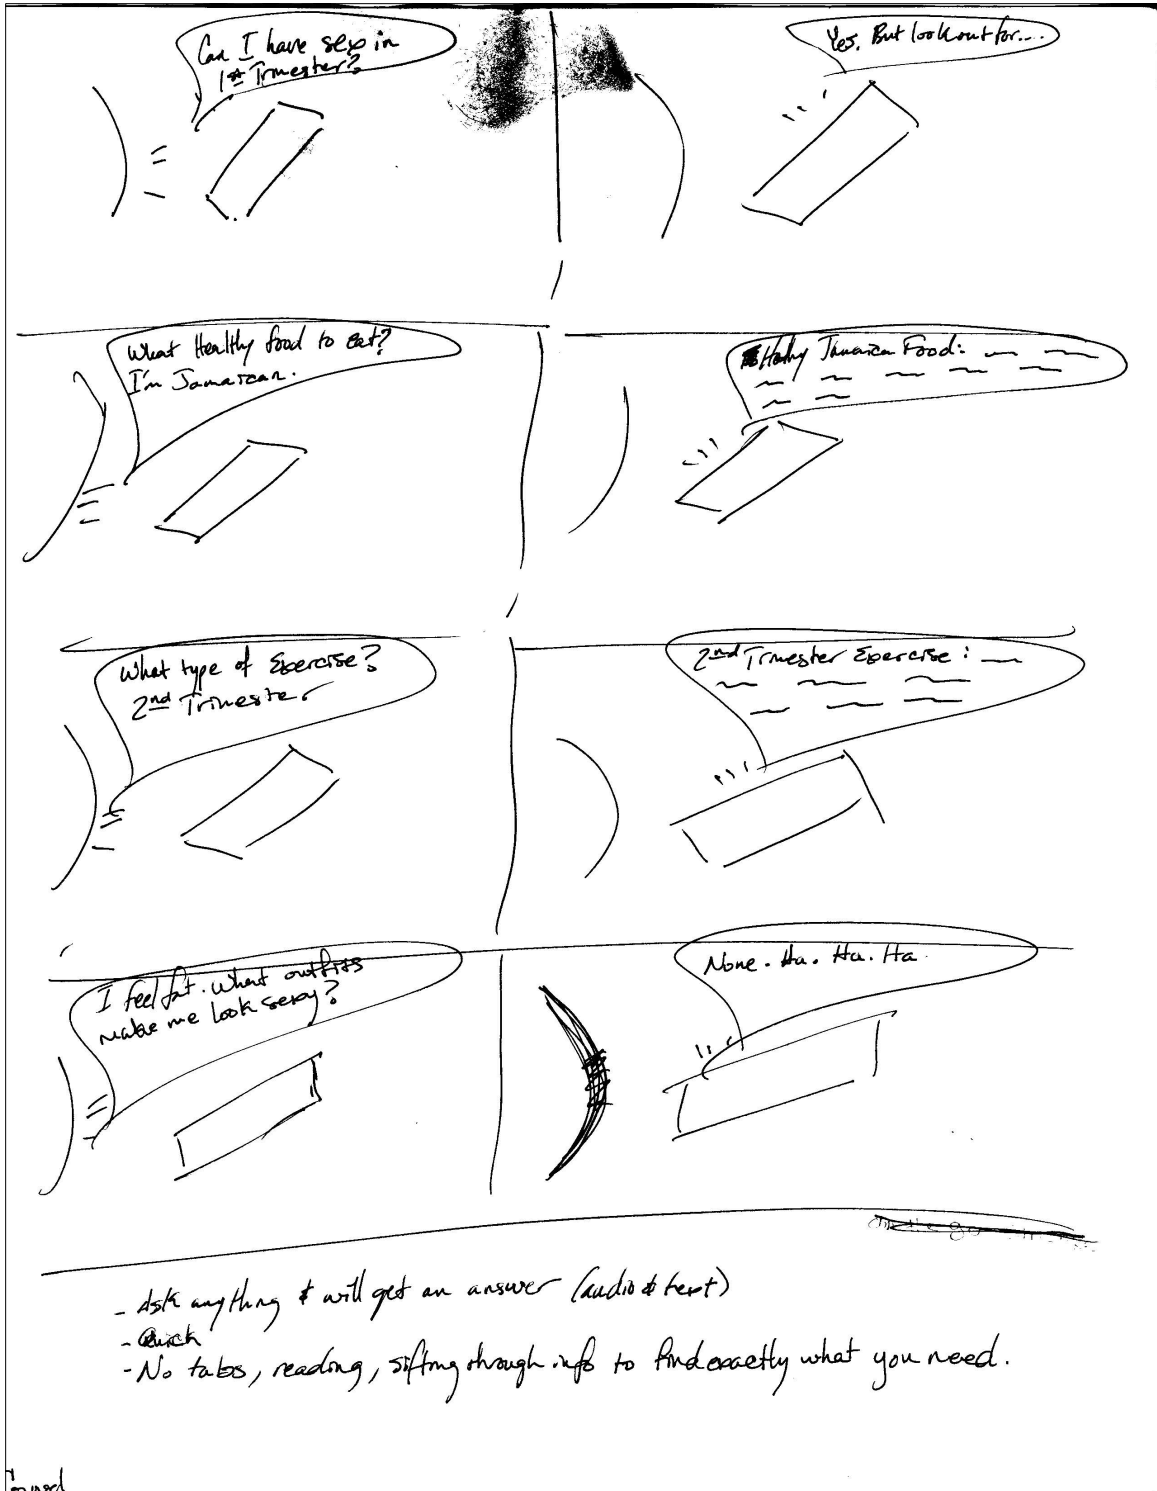 Can I have sex in
1st Trimester?
Yes. But look out for....
What Healthy food to eat?
I'm Jamaican.
Healthy Jamaican Food:
What type of Exercise?
2nd Trimester
2nd Trimester Exercise:
I feel fat. What outfits
make me look sexy?
None. Ha. Ha. Ha.
- Ask anything & will get an answer (audio & text)
- Quick
- No tabs, reading, sifting through info to find exactly what you need.